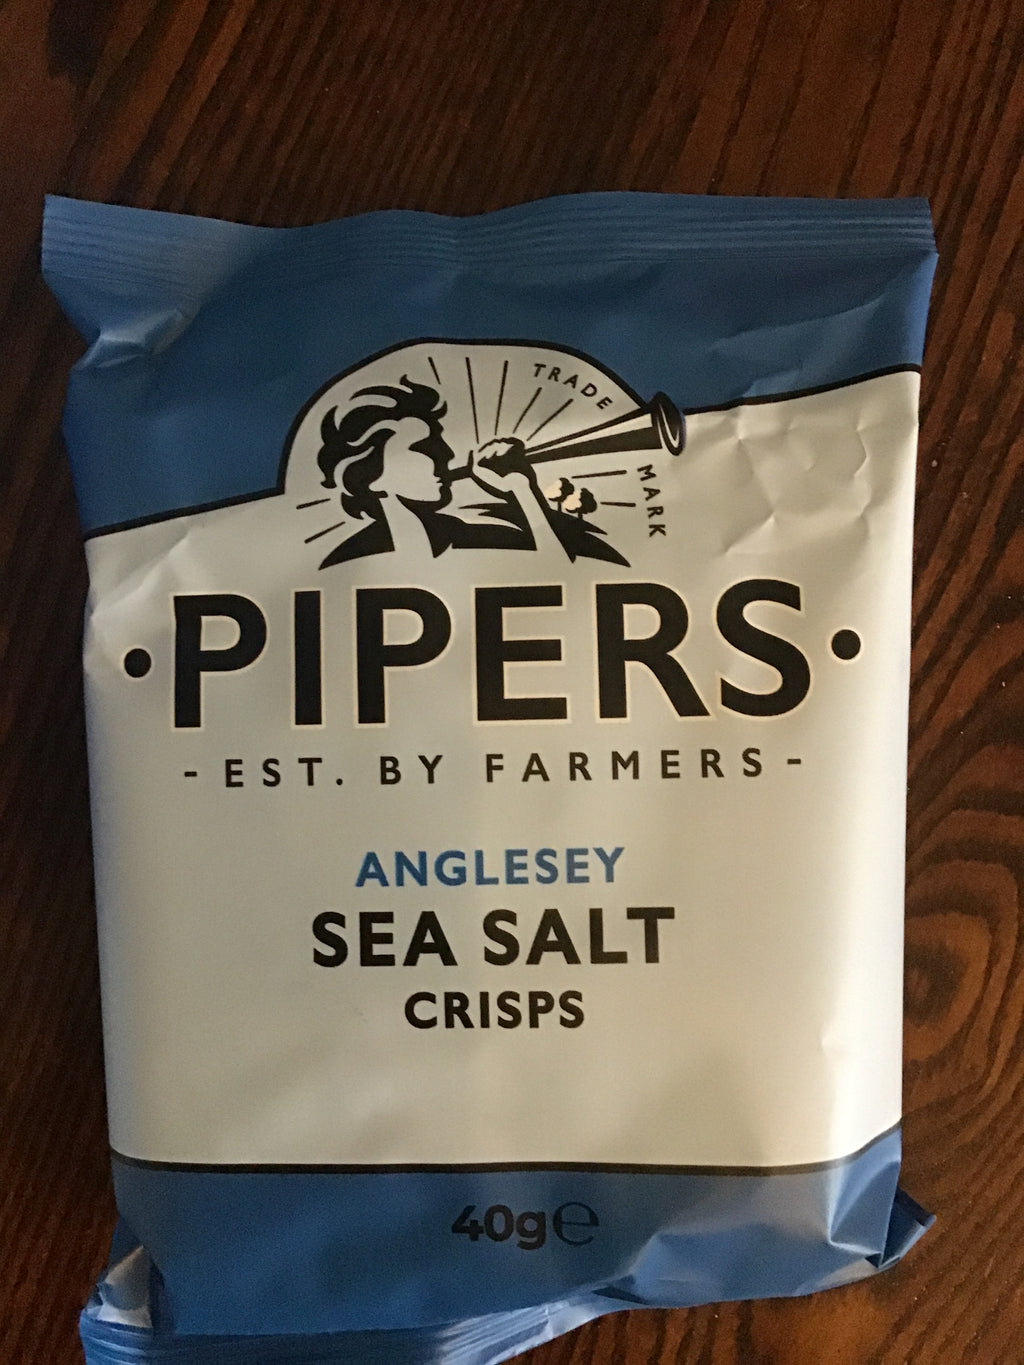 TRADE
MARK
• PIPERS •
- EST. BY FARMERS -
ANGLESEY
SEA SALT
CRISPS
40g℮